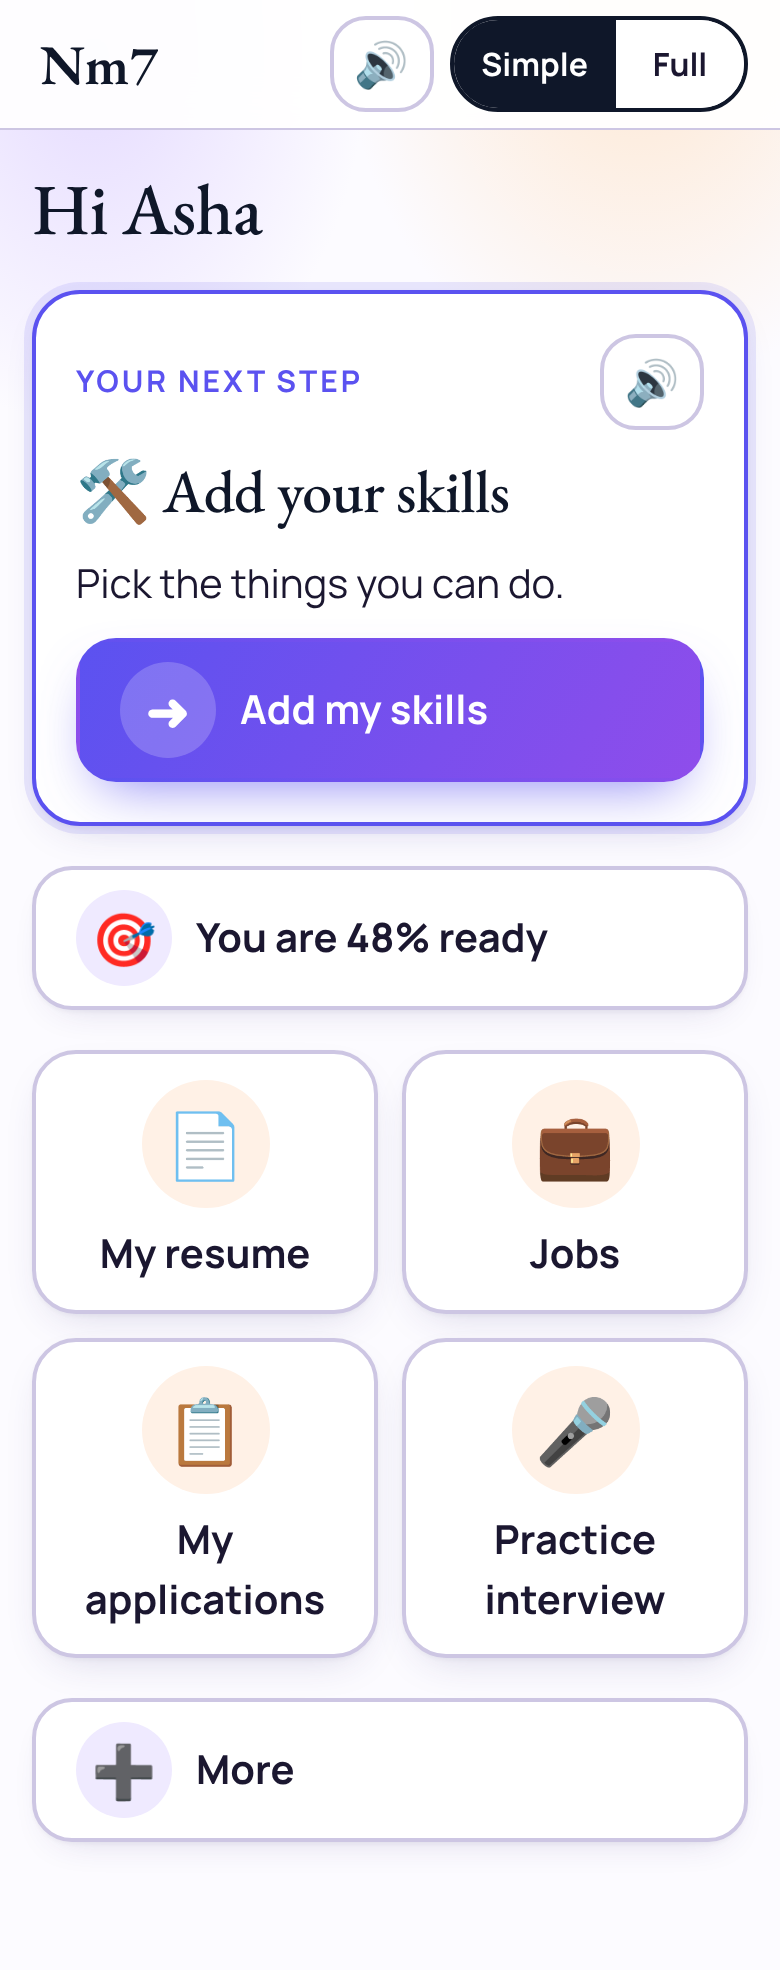 Nm7
Simple
Full
Hi Asha
YOUR NEXT STEP
Add your skills
Pick the things you can do.
Add my skills
You are 48% ready
My resume
Jobs
My
applications
Practice
interview
More